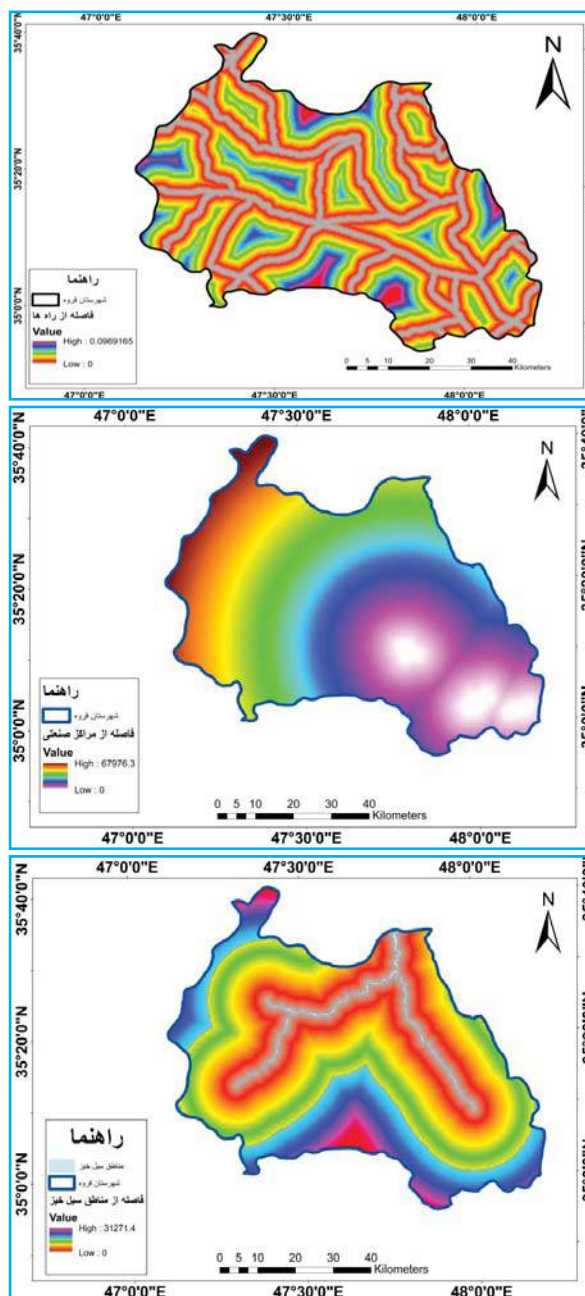 47°0'0"E 47°30'0"E 48°0'0"E
35°40'0"N
35°20'0"N
35°0'0"N
N
راهنما
شهرستان قروه
فاصله از راه ها
Value
High : 0.0969165
Low : 0
0 5 10 20 30 40
Kilometers
47°0'0"E 47°30'0"E 48°0'0"E
47°0'0"E 47°30'0"E 48°0'0"E
35°40'0"N
35°20'0"N
35°0'0"N
N
راهنما
شهرستان قروه
فاصله از مراکز صنعتی
Value
High : 67976.3
Low : 0
0 5 10 20 30 40
Kilometers
47°0'0"E 47°30'0"E 48°0'0"E
47°0'0"E 47°30'0"E 48°0'0"E
35°40'0"N
35°20'0"N
35°0'0"N
N
راهنما
مناطق سیل خیز
شهرستان قروه
فاصله از مناطق سیل خیز
Value
High : 31271.4
Low : 0
0 5 10 20 30 40
Kilometers
47°0'0"E 47°30'0"E 48°0'0"E